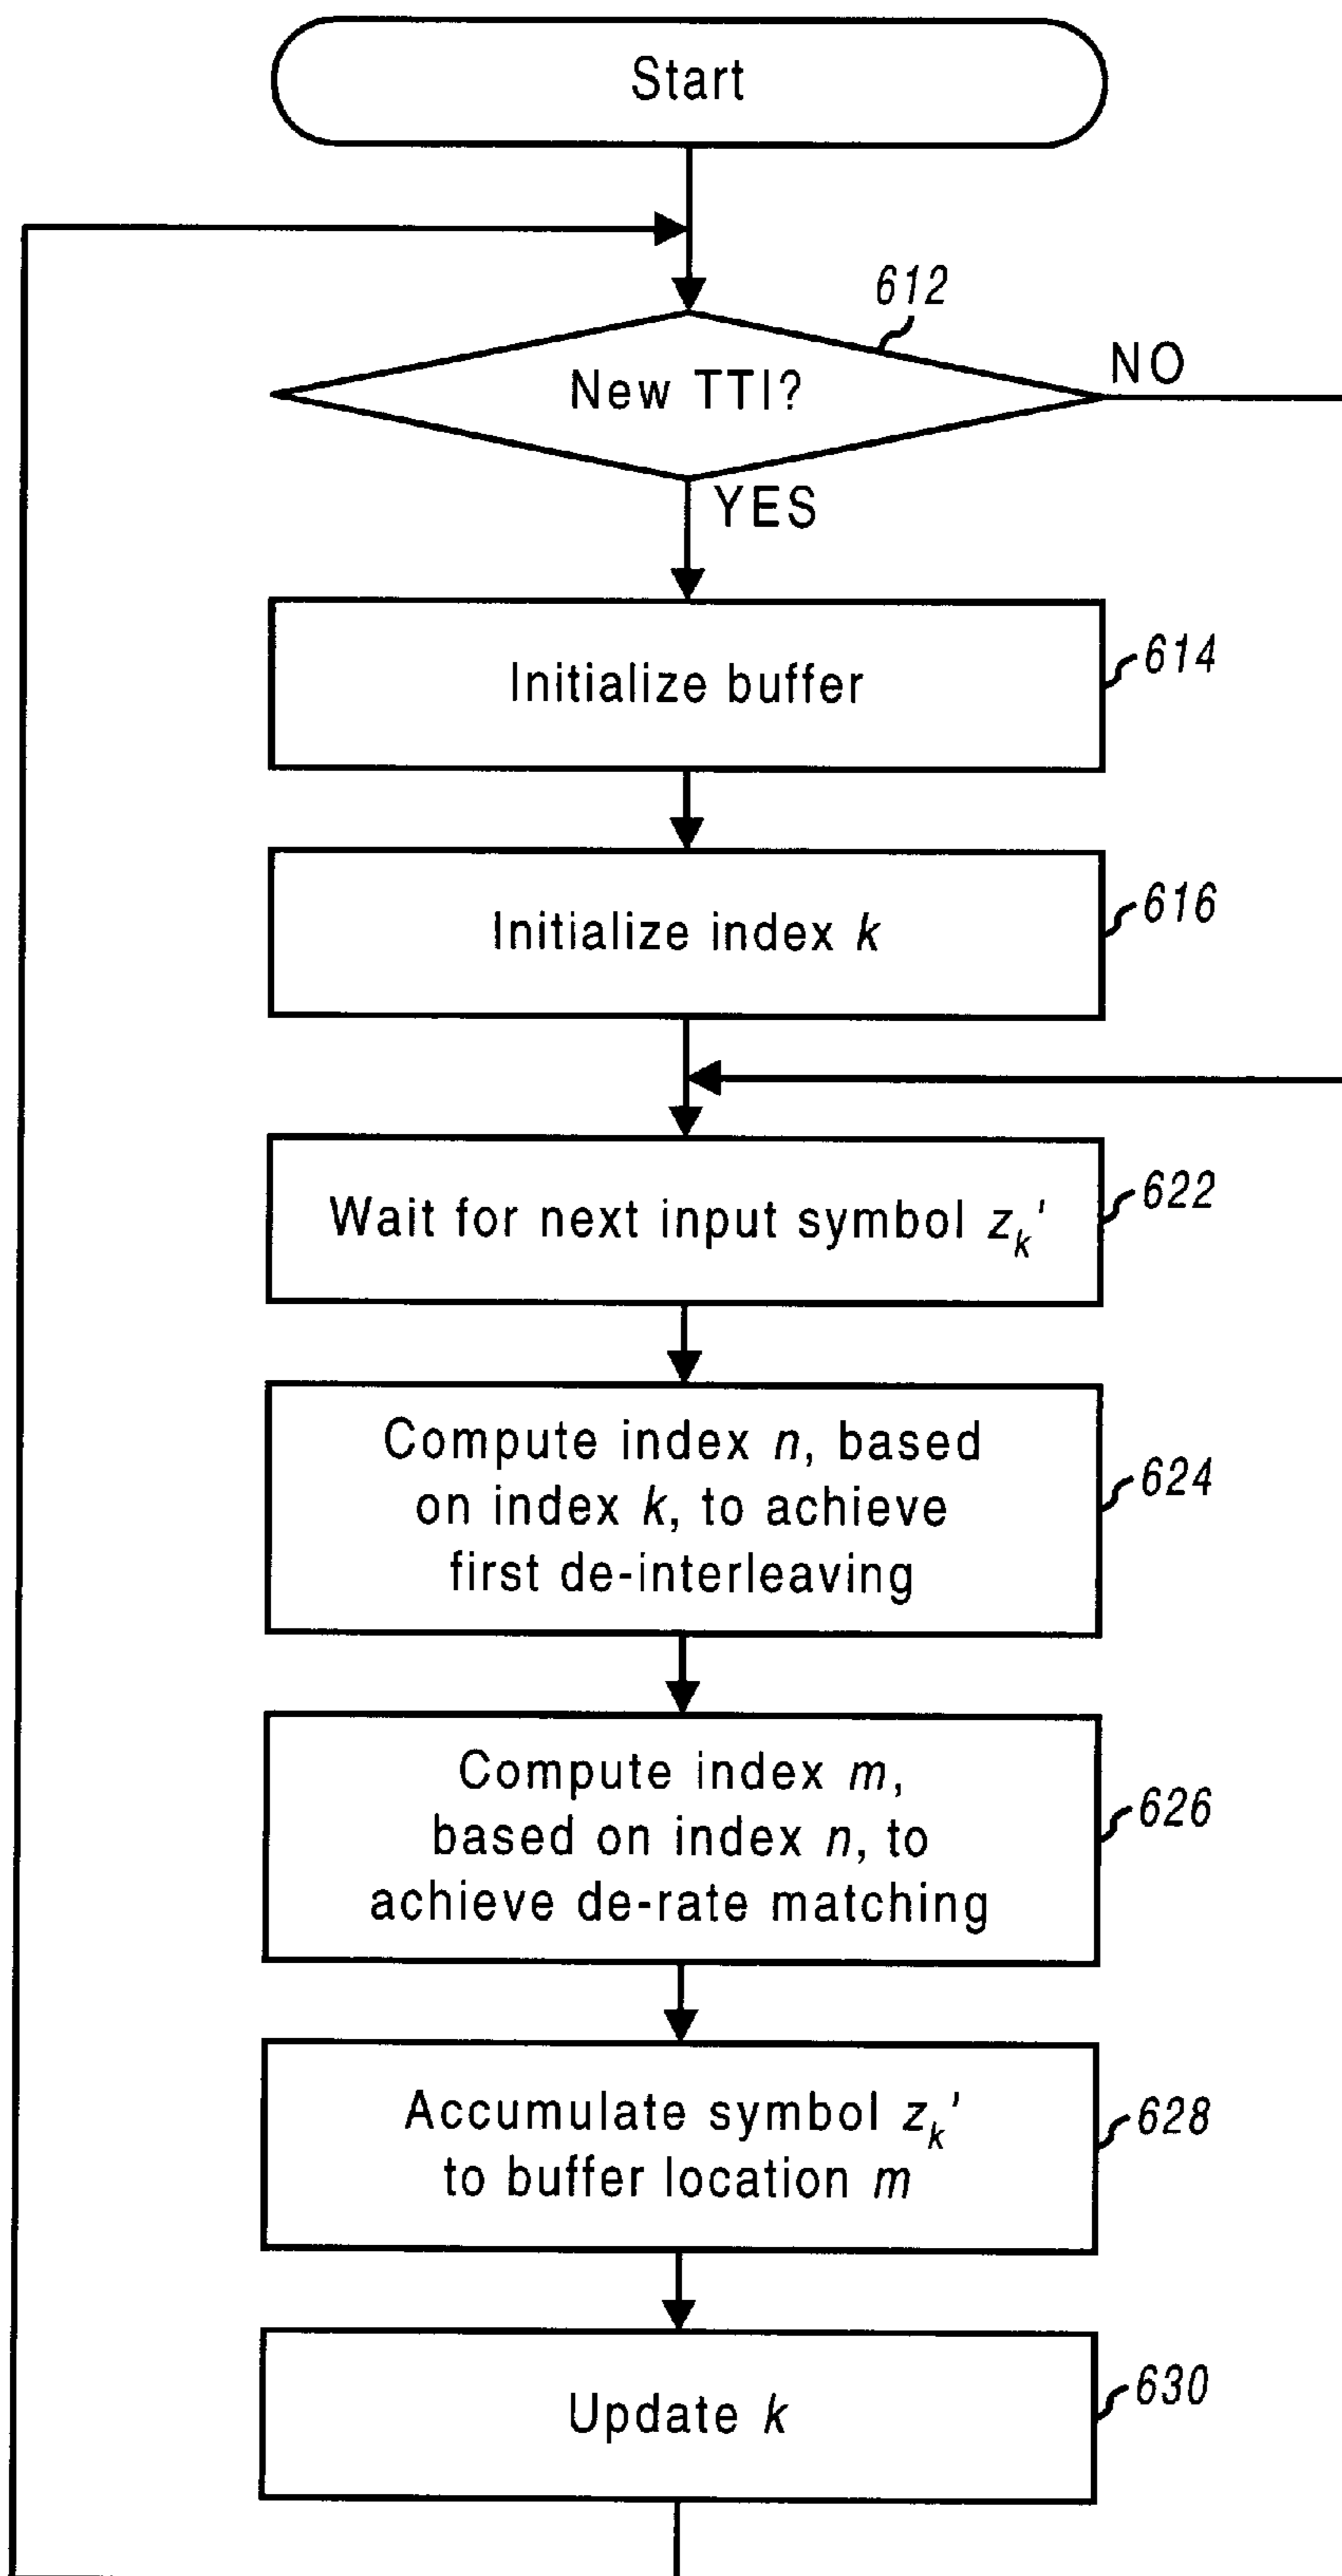 Start
612
New TTI?
NO
YES
Initialize buffer
614
Initialize index k
616
Wait for next input symbol zk'
622
Compute index n, based
on index k, to achieve
first de-interleaving
624
Compute index m,
based on index n, to
achieve de-rate matching
626
Accumulate symbol zk'
to buffer location m
628
Update k
630